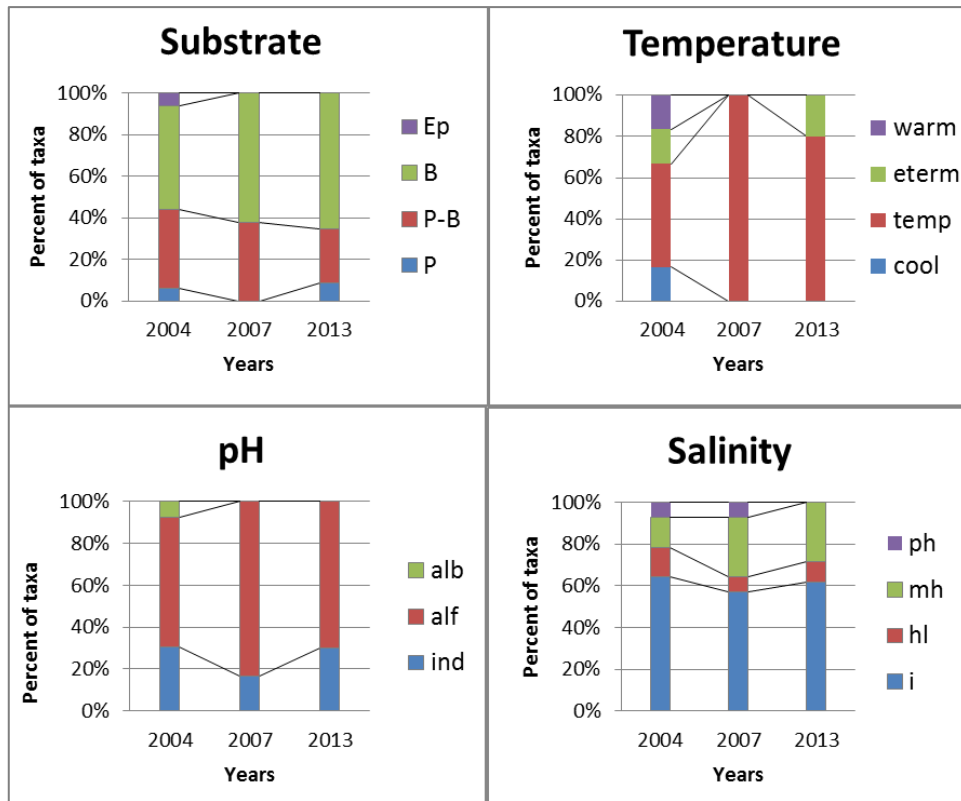 Substrate
Percent of taxa
100%
80%
60%
40%
20%
0%
2004 2007 2013
Years
Ep
B
P-B
P
Temperature
Percent of taxa
100%
80%
60%
40%
20%
0%
2004 2007 2013
Years
warm
eterm
temp
cool
pH
Percent of taxa
100%
80%
60%
40%
20%
0%
2004 2007 2013
Years
alb
alf
ind
Salinity
Percent of taxa
100%
80%
60%
40%
20%
0%
2004 2007 2013
Years
ph
mh
hl
i